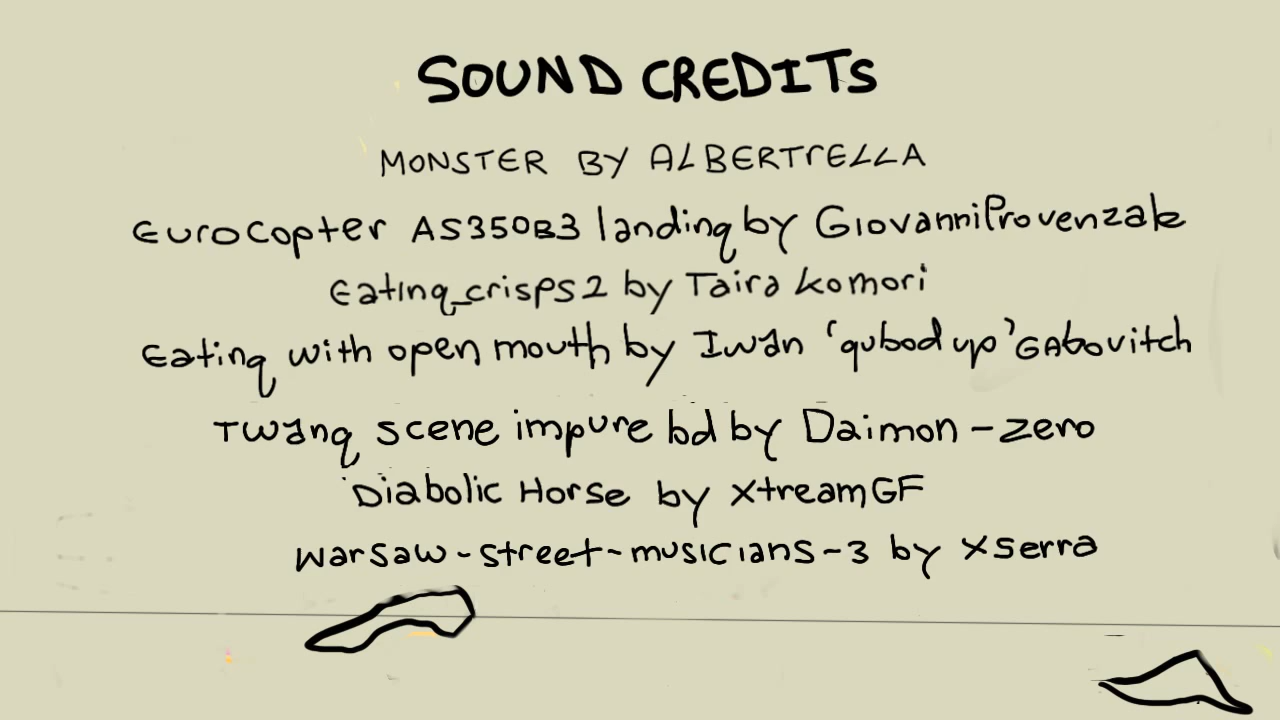 SOUND CREDITS
MONSTER BY ALBERTRELLA
Eurocopter AS350B3 landing by GiovanniProvenzale
Eating_crisps2 by Taira komori
Eating with open mouth by Iwan 'qubodup' GAbovitch
Twang scene impure bd by Daimon-zero
Diabolic Horse by XtreamGF
warsaw-street-musicians-3 by xserra